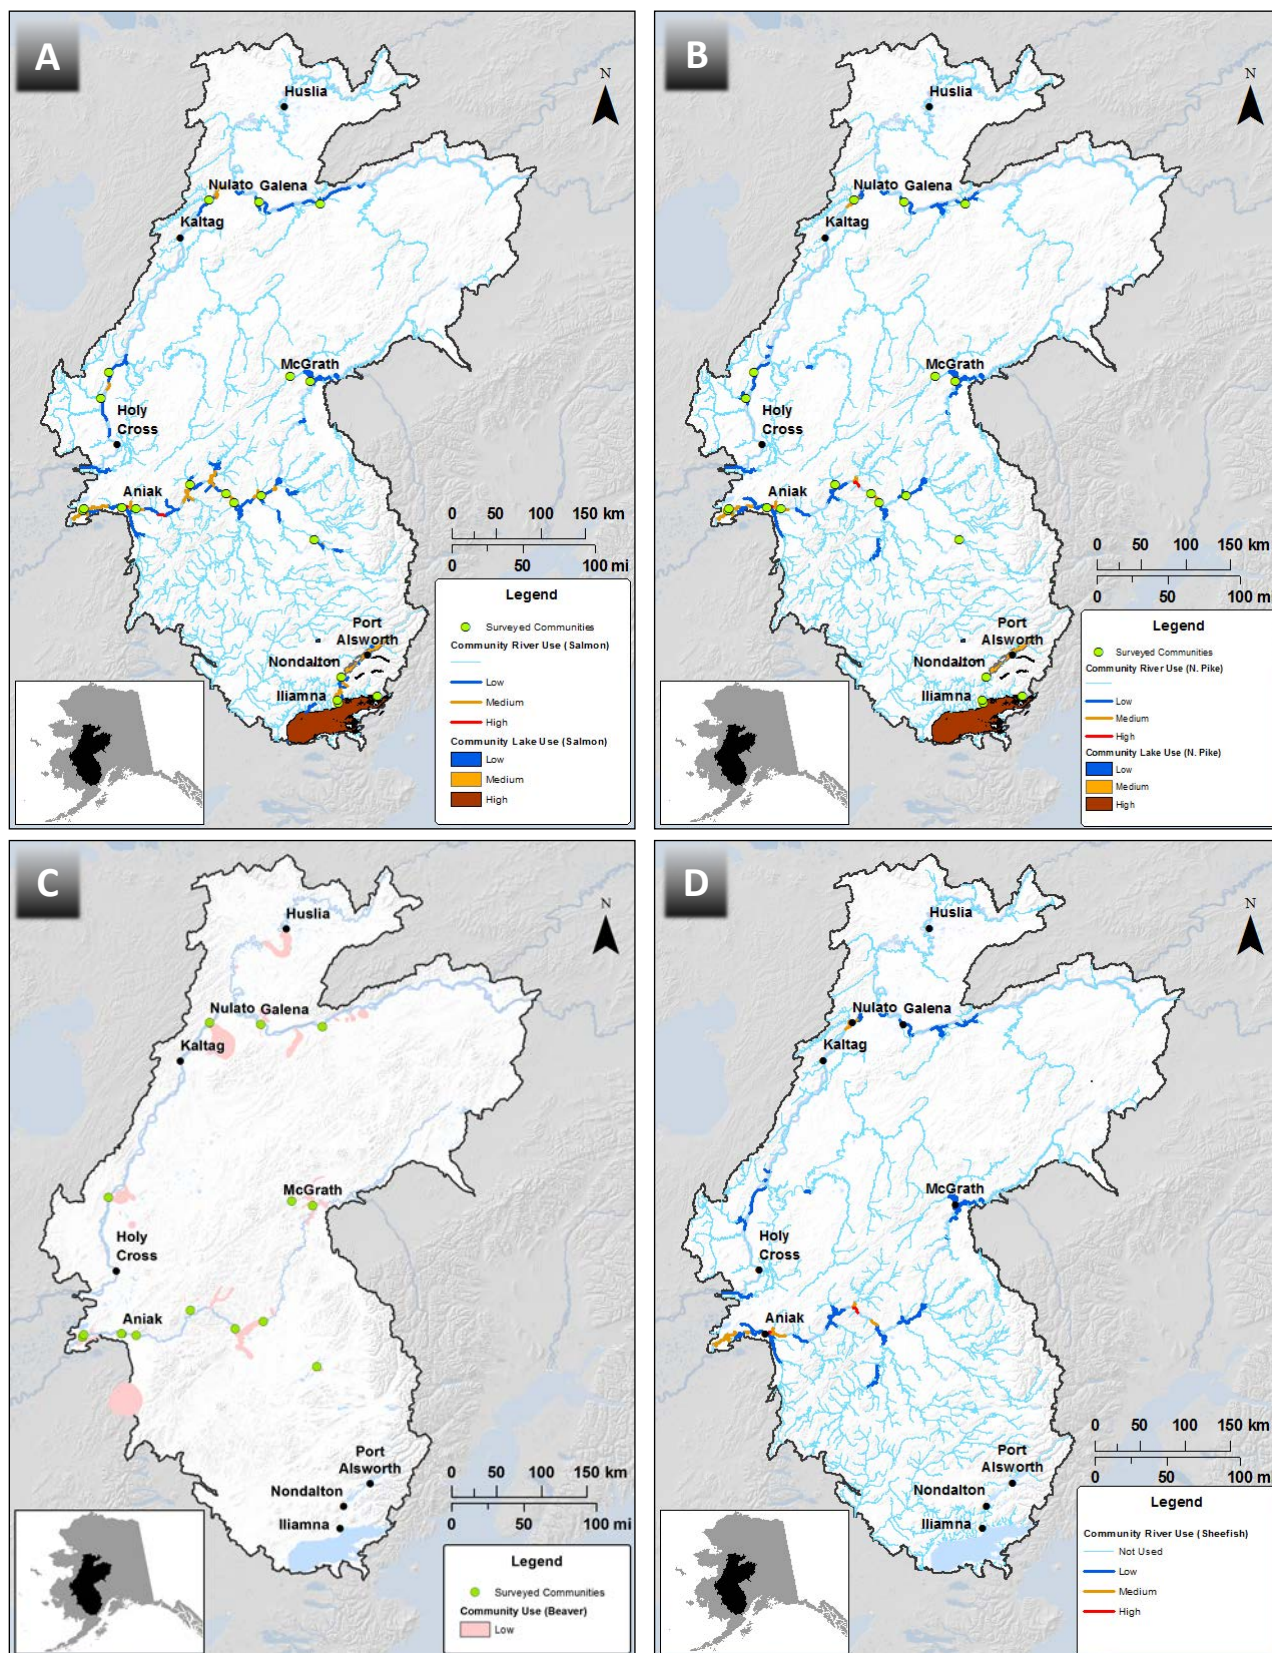 A
N
Huslia
Nulato Galena
Kaltag
McGrath
Holy
Cross
Aniak
Port
Alsworth
Nondalton
Iliamna
0 50 100 150 km
0 50 100 mi
Legend
Surveyed Communities
Community River Use (Salmon)
Low
Medium
High
Community Lake Use (Salmon)
Low
Medium
High
B
N
Huslia
Nulato Galena
Kaltag
McGrath
Holy
Cross
Aniak
Port
Alsworth
Nondalton
Iliamna
0 50 100 150 km
0 50 100 m
Legend
Surveyed Communities
Community River Use (N. Pike)
Low
Medium
High
Community Lake Use (N. Pike)
Low
Medium
High
C
N
Huslia
Nulato Galena
Kaltag
McGrath
Holy
Cross
Aniak
Port
Alsworth
Nondalton
Iliamna
0 50 100 150 km
0 50 100 mi
Legend
Surveyed Communities
Community Use (Beaver)
Low
D
N
Huslia
Nulato Galena
Kaltag
McGrath
Holy
Cross
Aniak
Port
Alsworth
Nondalton
Iliamna
0 50 100 150 km
0 50 100 m
Legend
Community River Use (Sheefish)
Not Used
Low
Medium
High